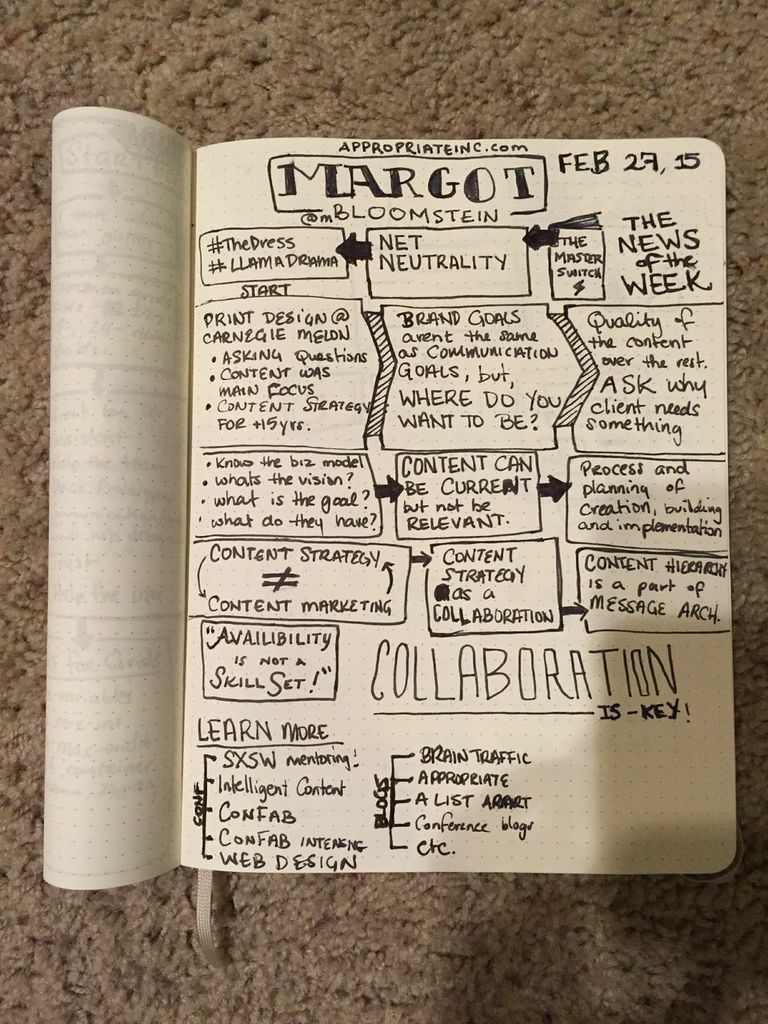 APPROPRIATEINC.com
MARGOT
@mBLOOMSTEIN
FEB 27, 15
THE
NEWS
of the
WEEK
THE
MASTER
SWITCH
NET
NEUTRALITY
#TheDress
#LLAMADRAMA
START
PRINT DESIGN @
CARNEGIE MELON
• ASKING Questions
• CONTENT WAS
MAIN FOCUS
• CONTENT STRATEGY
FOR +15 yrs.
BRAND GOALS
arent the same
as COMMUNICIATION
GOALS, but,
WHERE DO YOU
WANT TO BE?
Quality of
the content
over the rest.
ASK why
client needs
something
• Know the biz model
• whats the vision?
• what is the goal?
• what do they have?
CONTENT CAN
BE CURRENT
but not be
RELEVANT.
Process and
planning of
creation, building
and implementation
CONTENT STRATEGY
≠
CONTENT MARKETING
CONTENT
STRATEGY
as a
COLLABORATION
CONTENT HIERARCHY
is a part of
MESSAGE ARCH.
"AVAILIBILITY
IS NOT A
SKILL SET!"
COLLABORATION
IS-KEY!
LEARN MORE
CONF
SXSW mentoring!
Intelligent Content
CONFAB
CONFAB INTENSIVE
WEB DESIGN
BLOGS
BRAIN TRAFFIC
APPROPRIATE
A LIST APART
Conference blogs
etc.